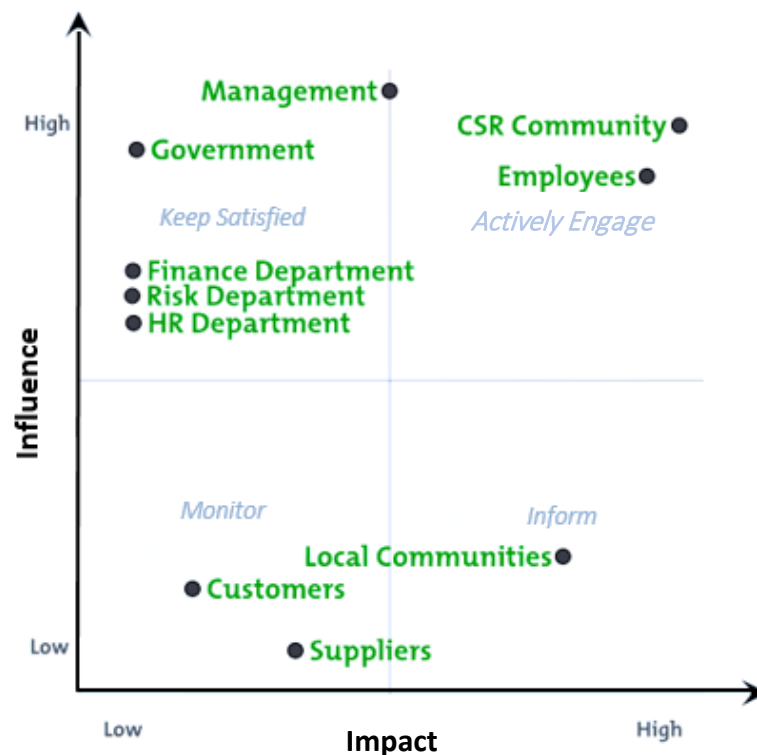 Management
High
CSR Community
Government
Employees
Keep Satisfied
Actively Engage
Finance Department
Risk Department
HR Department
Influence
Monitor
Inform
Local Communities
Customers
Low
Suppliers
Low
High
Impact